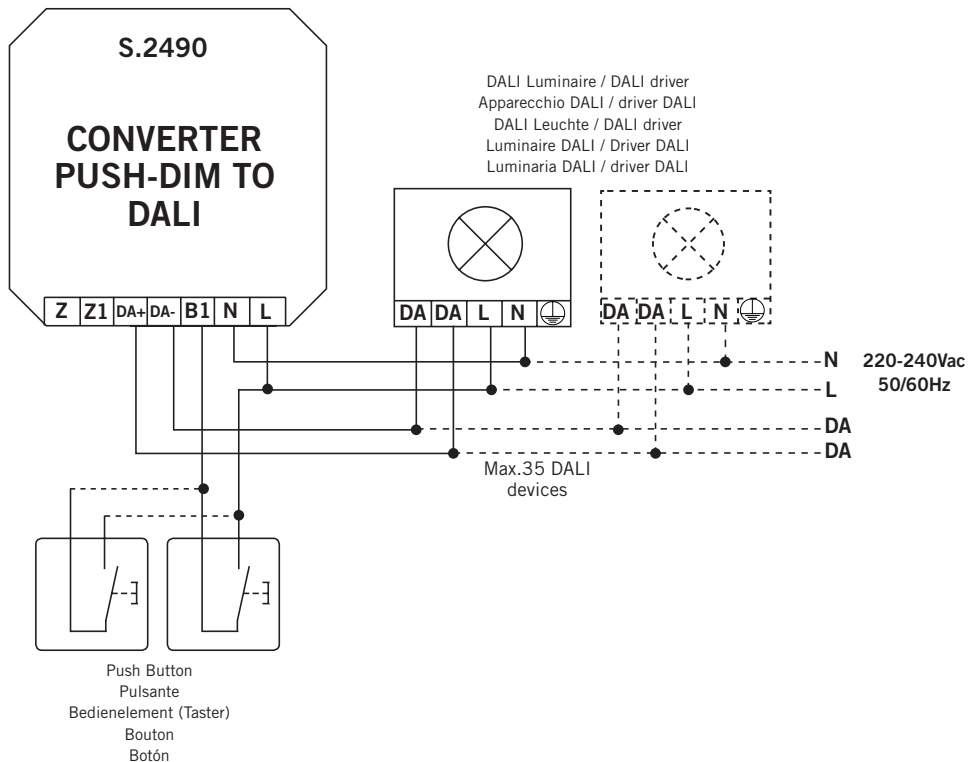 S.2490
CONVERTER
PUSH-DIM TO
DALI
Z Z1 DA+ DA- B1 N L
DALI Luminaire / DALI driver
Apparecchio DALI / driver DALI
DALI Leuchte / DALI driver
Luminaire DALI / Driver DALI
Luminaria DALI / driver DALI
DA DA L N
DA DA L N
N
L
DA
DA
220-240Vac
50/60Hz
Max.35 DALI
devices
Push Button
Pulsante
Bedienelement (Taster)
Bouton
Botón